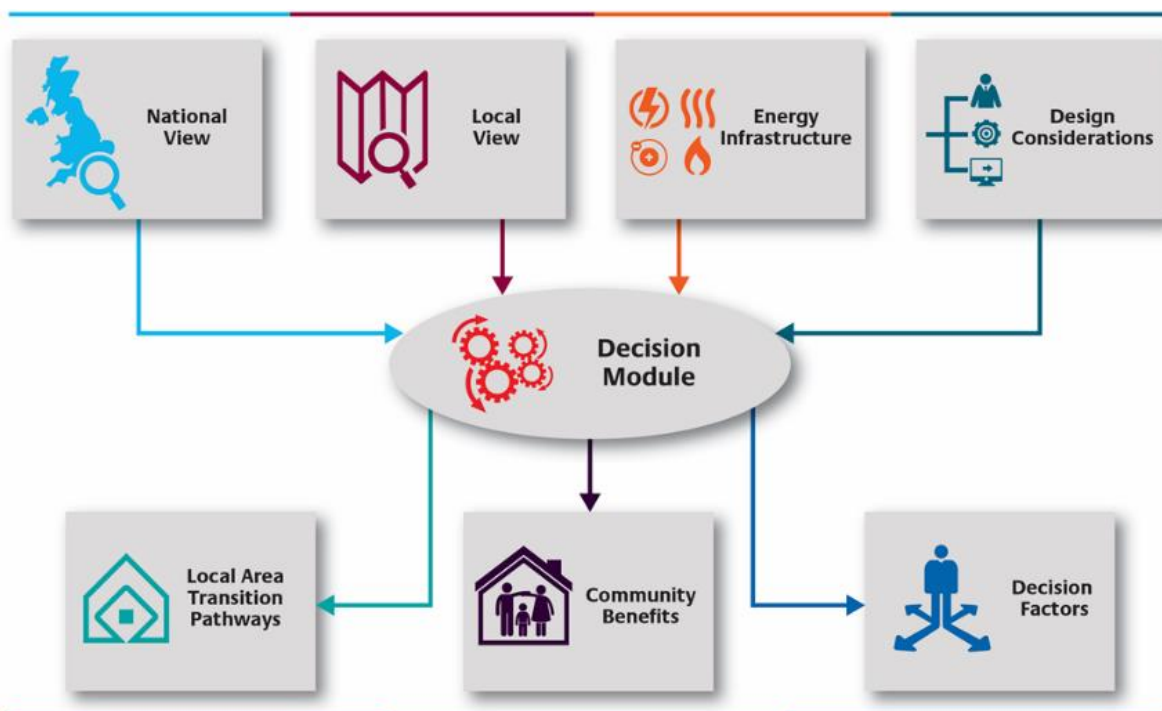 National
View
Local
View
Energy
Infrastructure
Design
Considerations
Decision
Module
Local Area
Transition
Pathways
Community
Benefits
Decision
Factors